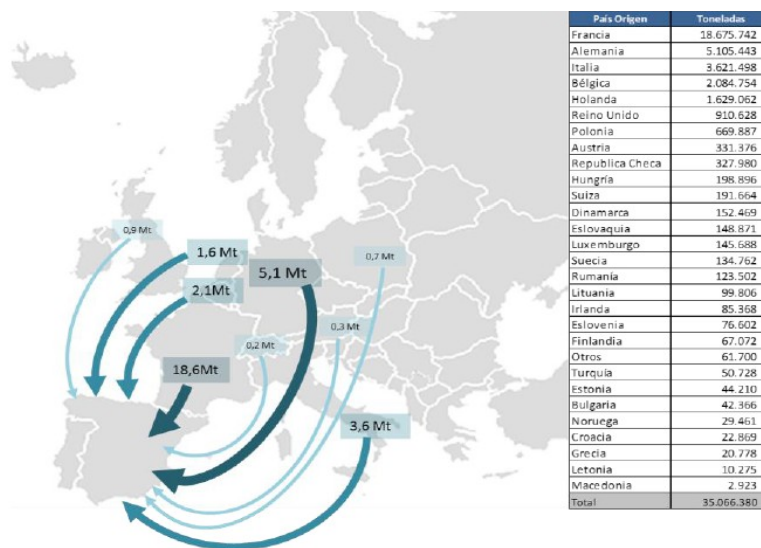 0,9 Mt
1,6 Mt
5,1 Mt
0,7 Mt
2,1Mt
0,3 Mt
0,2 Mt
18,6Mt
3,6 Mt
País Origen Toneladas
Francia 18.675.742
Alemania 5.105.443
Italia 3.621.498
Bélgica 2.084.754
Holanda 1.629.062
Reino Unido 910.628
Polonia 669.887
Austria 331.376
Republica Checa 327.980
Hungría 198.896
Suiza 191.664
Dinamarca 152.469
Eslovaquia 148.871
Luxemburgo 145.688
Suecia 134.762
Rumanía 123.502
Lituania 99.806
Irlanda 85.368
Eslovenia 76.602
Finlandia 67.072
Otros 61.700
Turquía 50.728
Estonia 44.210
Bulgaria 42.366
Noruega 29.461
Croacia 22.869
Grecia 20.778
Letonia 10.275
Macedonia 2.923
Total 35.066.380